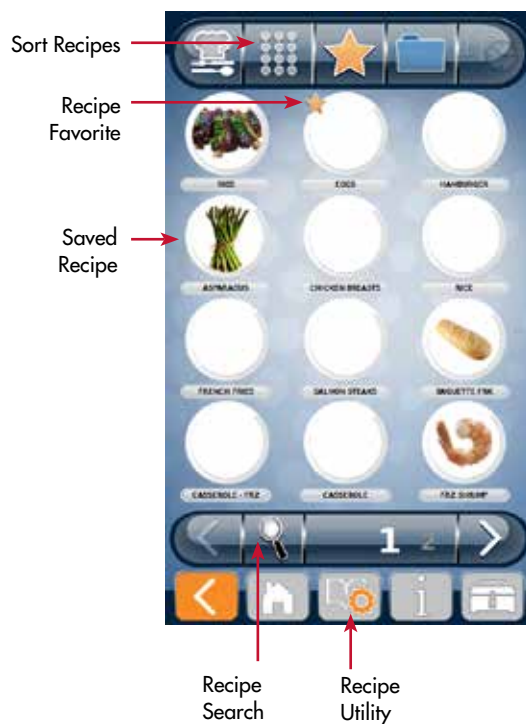 Sort Recipes
Recipe
Favorite
RIBS EGGS HAMBURGER
Saved
Recipe
ASPARAGUS CHICKEN BREASTS RICE
FRENCH FRIES SALMON STEAKS BAGUETTE FRZ
CASSEROLE - FRZ CASSEROLE FRZ SHRIMP
1 2
Recipe
Search
Recipe
Utility